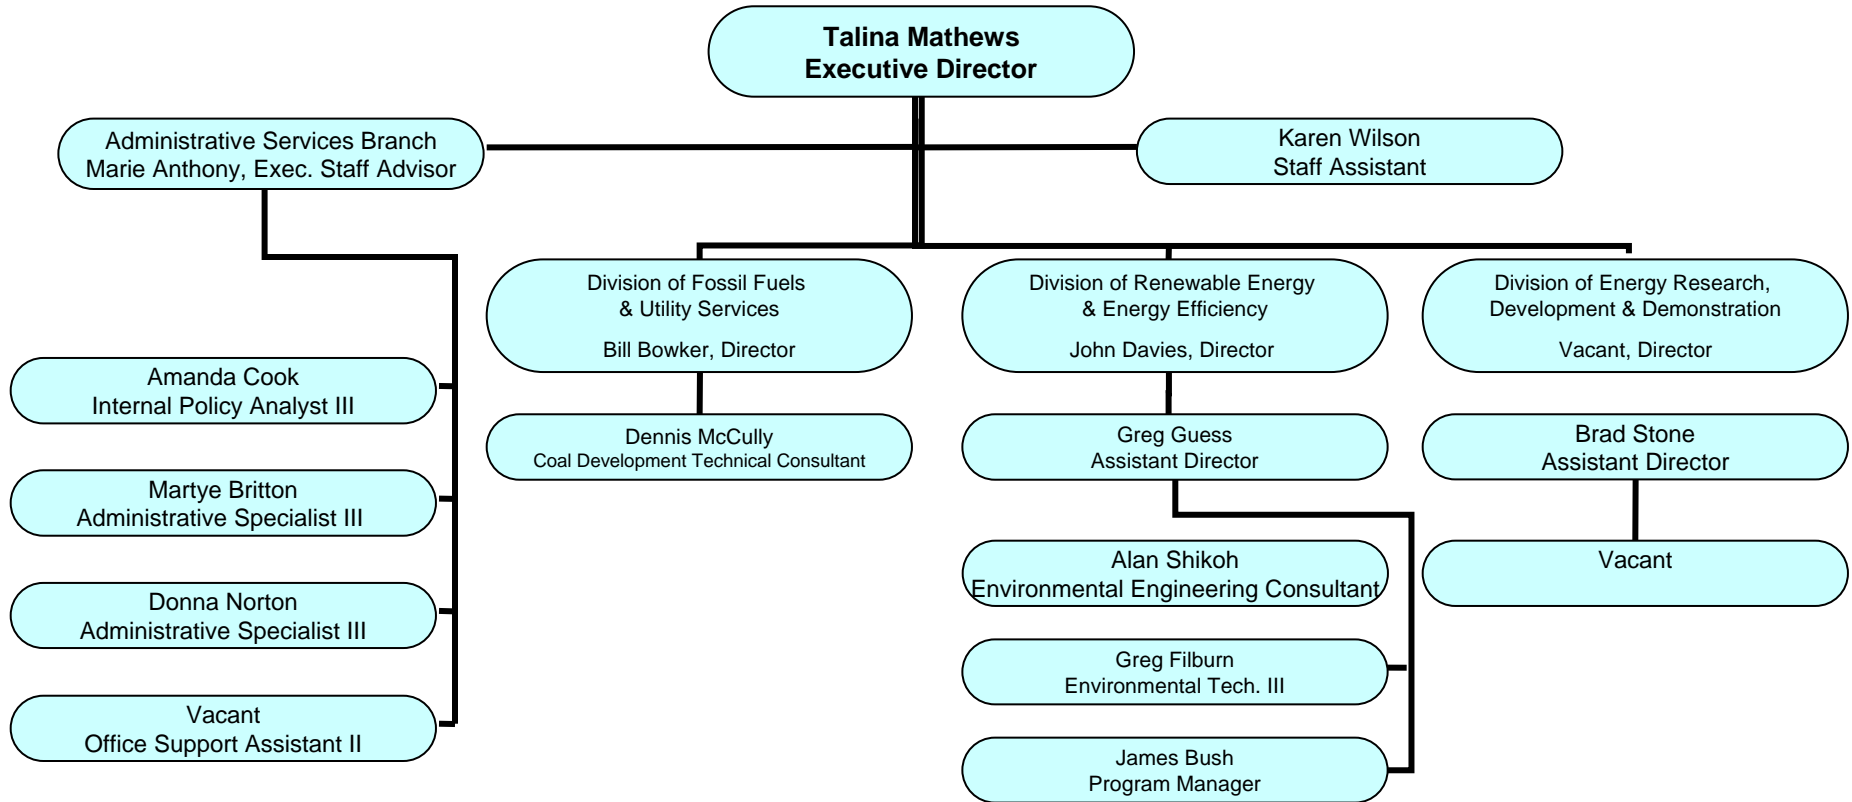 Talina Mathews
Executive Director
Administrative Services Branch
Marie Anthony, Exec. Staff Advisor
Karen Wilson
Staff Assistant
Division of Fossil Fuels
& Utility Services
Bill Bowker, Director
Division of Renewable Energy
& Energy Efficiency
John Davies, Director
Division of Energy Research,
Development & Demonstration
Vacant, Director
Amanda Cook
Internal Policy Analyst III
Martye Britton
Administrative Specialist III
Donna Norton
Administrative Specialist III
Vacant
Office Support Assistant II
Dennis McCully
Coal Development Technical Consultant
Greg Guess
Assistant Director
Alan Shikoh
Environmental Engineering Consultant
Greg Filburn
Environmental Tech. III
James Bush
Program Manager
Brad Stone
Assistant Director
Vacant